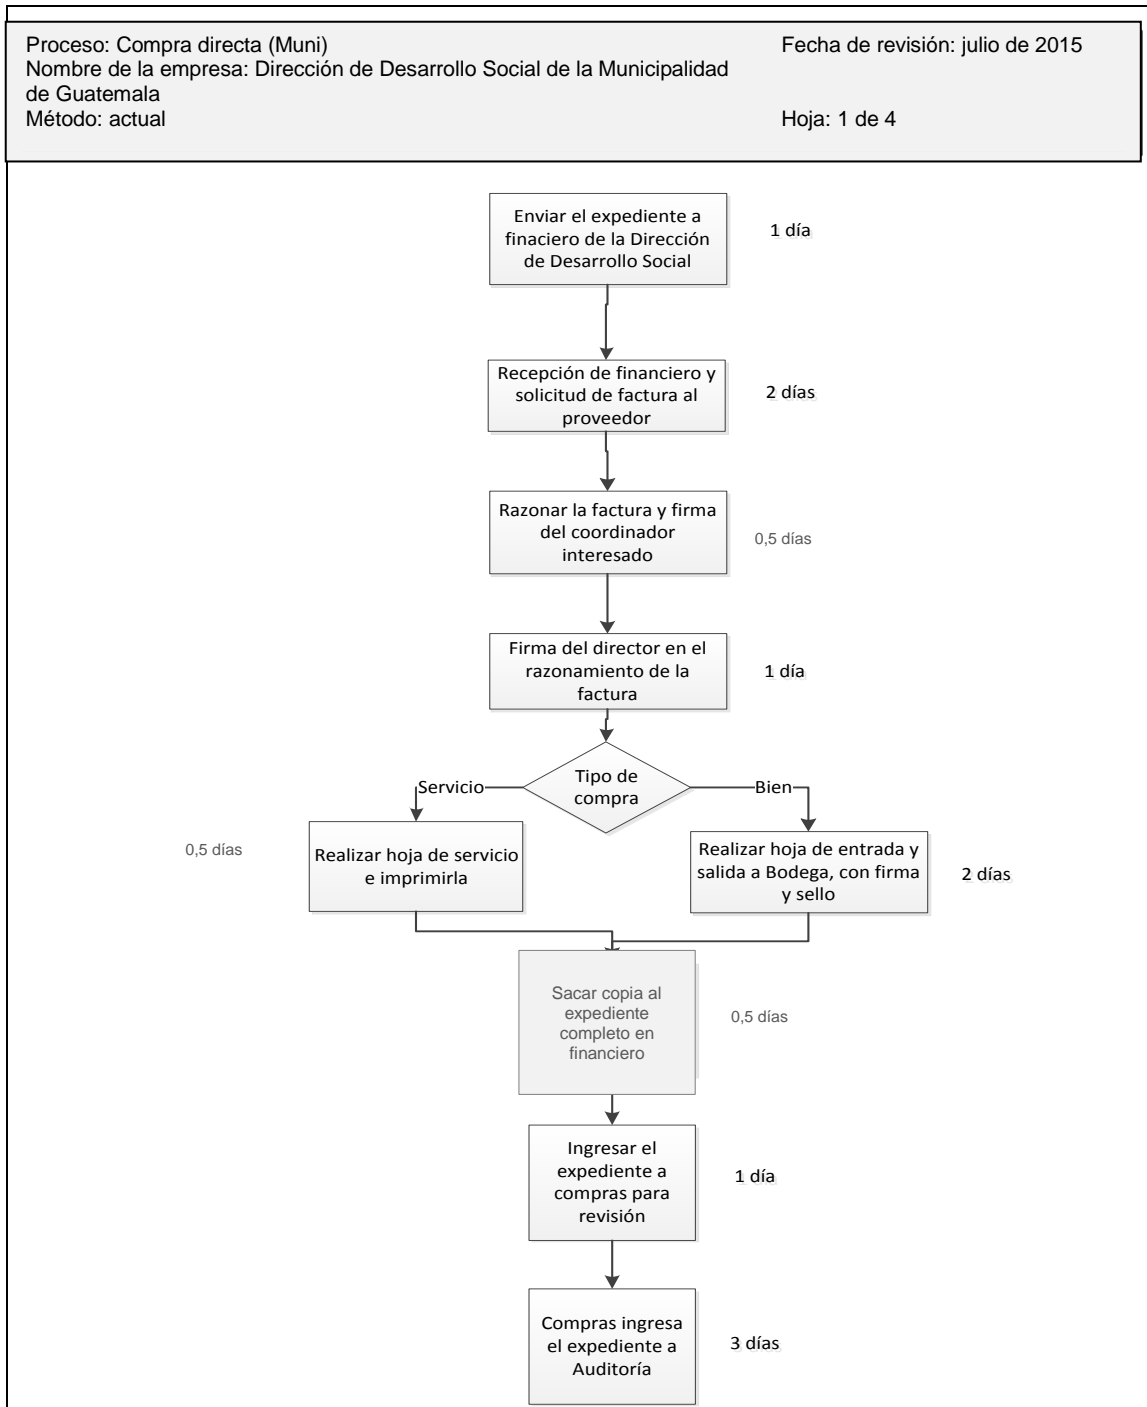 Proceso: Compra directa (Muni)
Fecha de revisión: julio de 2015
Nombre de la empresa: Dirección de Desarrollo Social de la Municipalidad
de Guatemala
Método: actual
Hoja: 1 de 4
Enviar el expediente a
finaciero de la Dirección
de Desarrollo Social
1 día
Recepción de financiero y
solicitud de factura al
proveedor
2 días
Razonar la factura y firma
del coordinador
interesado
0,5 días
Firma del director en el
razonamiento de la
factura
1 día
Tipo de
compra
Servicio
Bien
0,5 días
Realizar hoja de servicio
e imprimirla
Realizar hoja de entrada y
salida a Bodega, con firma
y sello
2 días
Sacar copia al
expediente
completo en
financiero
0,5 días
Ingresar el
expediente a
compras para
revisión
1 día
Compras ingresa
el expediente a
Auditoría
3 días